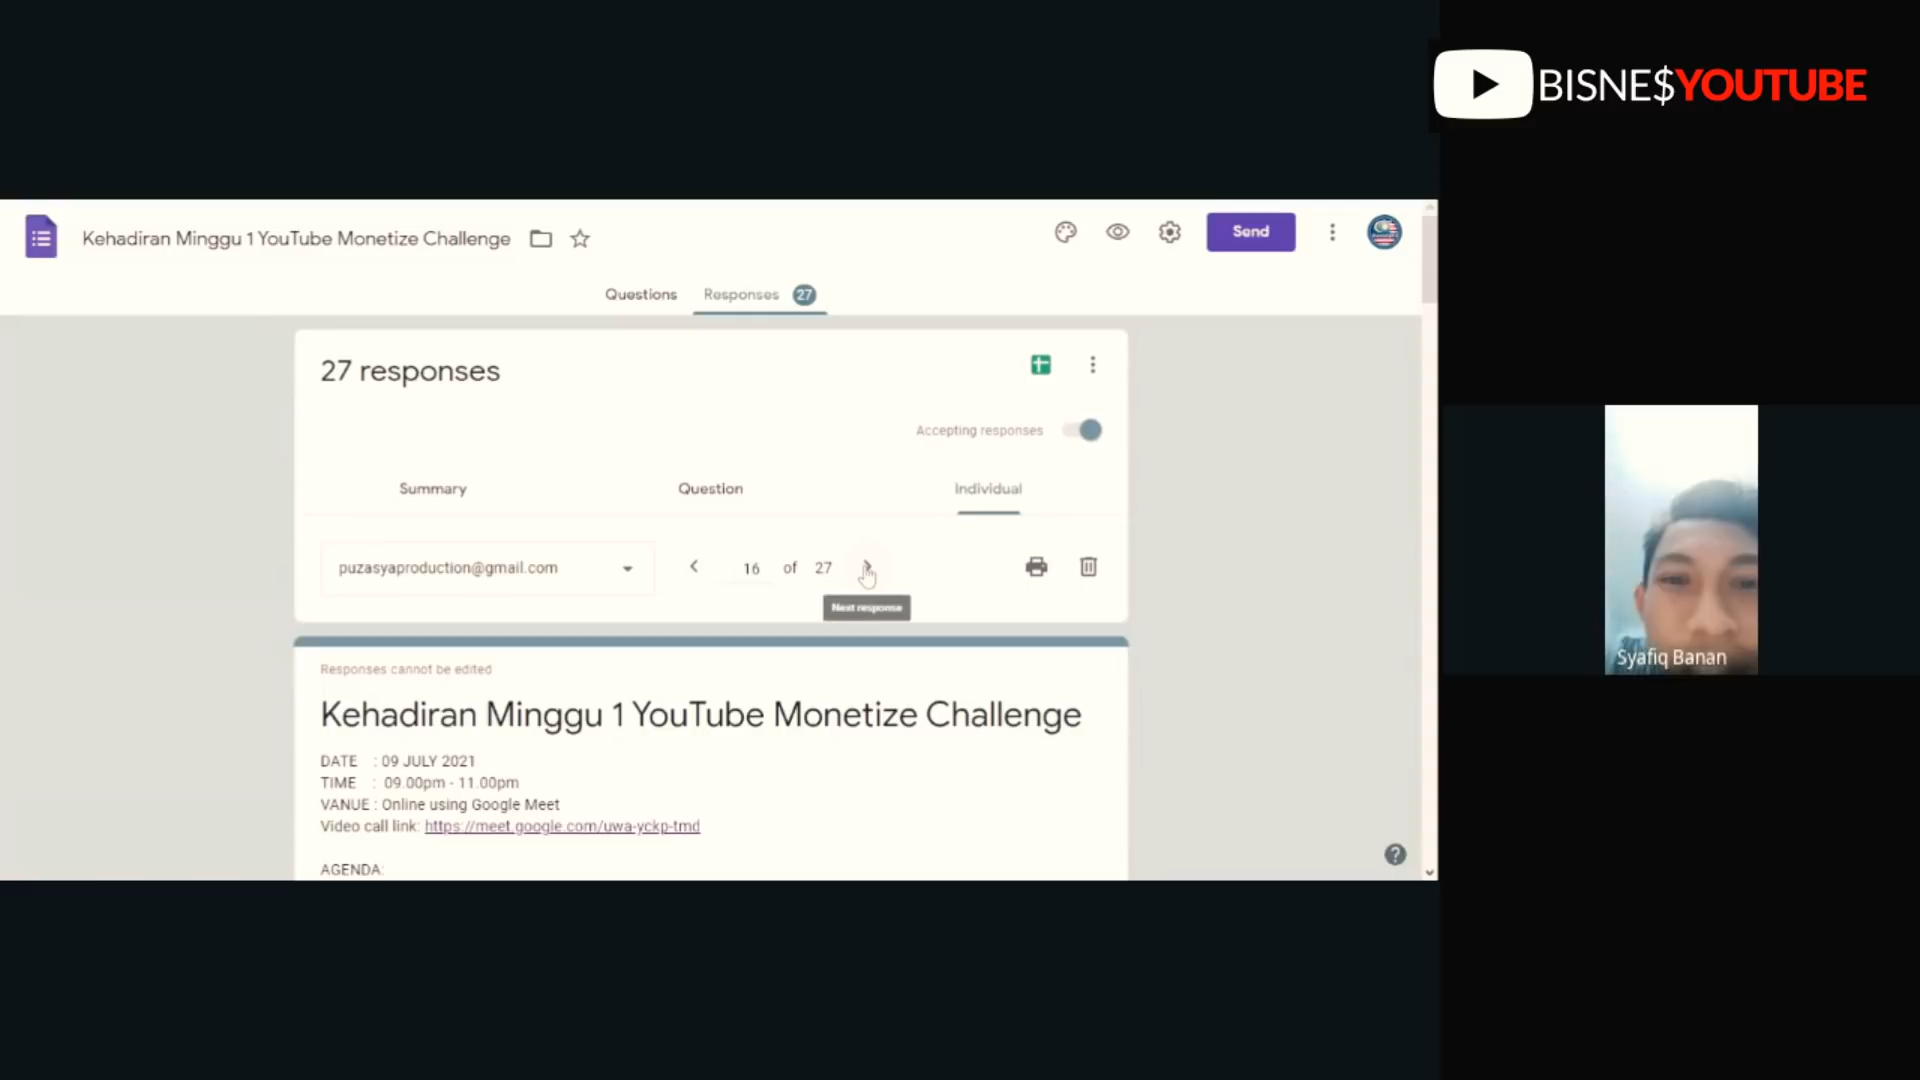 BISNE$YOUTUBE
Kehadiran Minggu 1 YouTube Monetize Challenge
Send
Questions
Responses 27
27 responses
Accepting responses
Summary
Question
Individual
puzasyaproduction@gmail.com
16 of 27
Next response
Responses cannot be edited
Kehadiran Minggu 1 YouTube Monetize Challenge
DATE : 09 JULY 2021
TIME : 09.00pm - 11.00pm
VANUE : Online using Google Meet
Video call link: https://meet.google.com/uwa-yckp-tmd
AGENDA:
Syafiq Banan